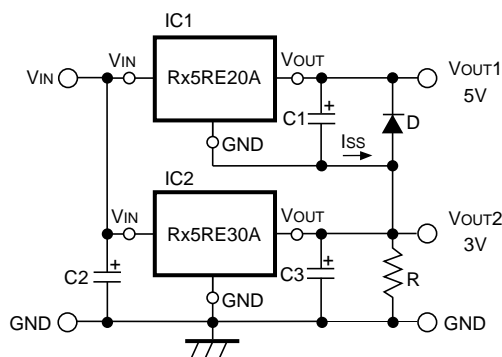 IC1
VIN
VIN
Rx5RE20A
VOUT
VOUT1
5V
C1
+
D
GND
ISS
IC2
VIN
Rx5RE30A
VOUT
VOUT2
3V
C2
+
GND
C3
+
R
GND
GND